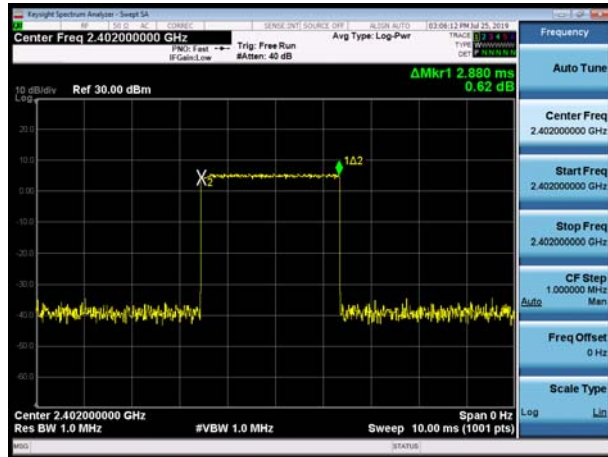 Keysight Spectrum Analyzer - Swept SA
RF 50 Ω AC CORREC SENSE:INT SOURCE OFF ALIGN AUTO 03:06:12 PM Jul 25, 2019
Center Freq 2.402000000 GHz
PNO: Fast
IFGain:Low
Trig: Free Run
#Atten: 40 dB
Avg Type: Log-Pwr
TRACE 1 2 3 4 5 6
TYPE
DET P N N N N N
ΔMkr1 2.880 ms
0.62 dB
10 dB/div Ref 30.00 dBm
Log
20.0
10.0
0.00
-10.0
-20.0
-30.0
-40.0
-50.0
-60.0
X2
1Δ2
Center 2.402000000 GHz
Res BW 1.0 MHz
#VBW 1.0 MHz
Span 0 Hz
Sweep 10.00 ms (1001 pts)
MSG
STATUS
Frequency
Auto Tune
Center Freq
2.402000000 GHz
Start Freq
2.402000000 GHz
Stop Freq
2.402000000 GHz
CF Step
1.000000 MHz
Auto Man
Freq Offset
0 Hz
Scale Type
Log Lin